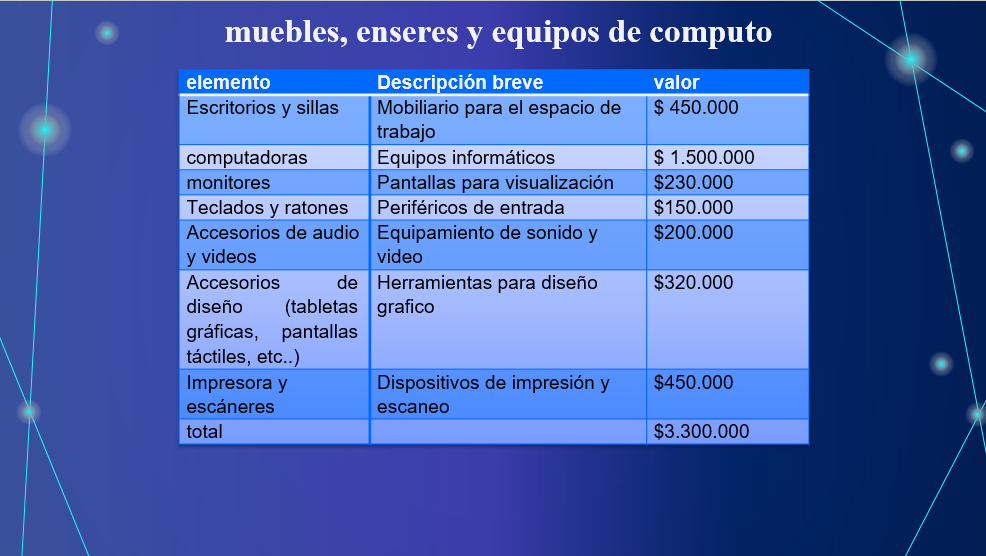 muebles, enseres y equipos de computo
elemento Descripción breve valor
Escritorios y sillas Mobiliario para el espacio de $ 450.000
trabajo
computadoras Equipos informáticos $ 1.500.000
monitores Pantallas para visualización $230.000
Teclados y ratones Periféricos de entrada $150.000
Accesorios de audio Equipamiento de sonido y $200.000
y videos video
Accesorios de Herramientas para diseño $320.000
diseño (tabletas grafico
gráficas, pantallas
táctiles, etc..)
Impresora y Dispositivos de impresión y $450.000
escáneres escaneo
total $3.300.000